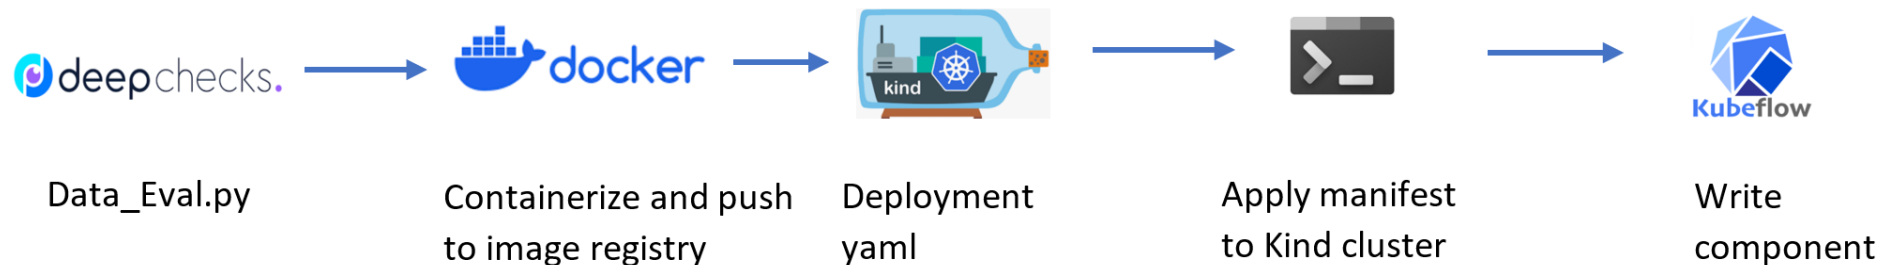 deepchecks.
docker
kind
>_
Kubeflow
Data_Eval.py
Containerize and push
to image registry
Deployment
yaml
Apply manifest
to Kind cluster
Write
component